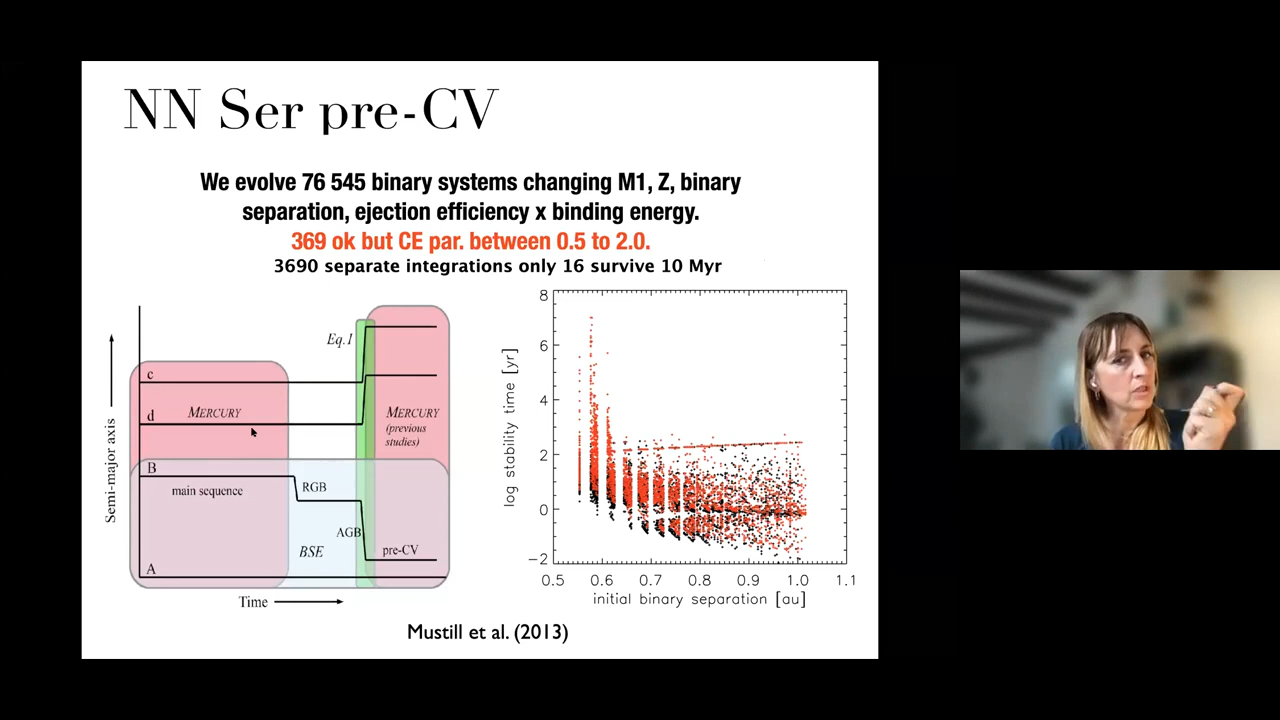 NN Ser pre-CV
We evolve 76 545 binary systems changing M1, Z, binary
separation, ejection efficiency x binding energy.
369 ok but CE par. between 0.5 to 2.0.
3690 separate integrations only 16 survive 10 Myr
Semi-major axis
Eq.1
c
d
MERCURY
MERCURY
(previous
studies)
B
main sequence
RGB
AGB
BSE
pre-CV
A
Time
log stability time [yr]
8
6
4
2
0
−2
0.5 0.6 0.7 0.8 0.9 1.0 1.1
initial binary separation [au]
Mustill et al. (2013)